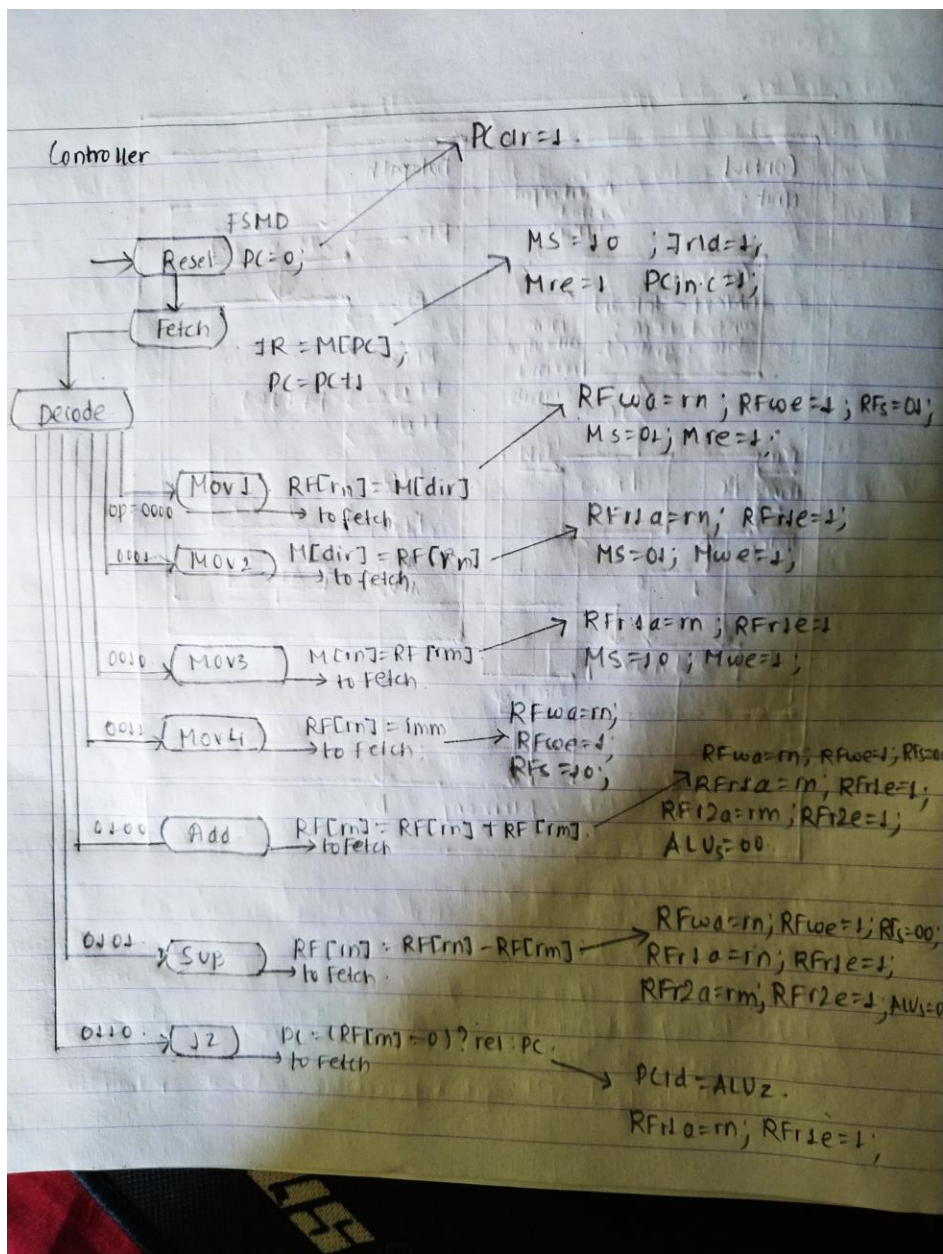 Controller
PCclr=1.
FSMD
Reset PC=0;
MS=10 ; Irld=1;
Mre=1 PCinc=1;
Fetch
IR = M[PC];
PC=PC+1
Decode
RFwa=rn ; RFwe=1 ; RFs=01;
Ms=01; Mre=1;
Mov1 RF[rn]= M[dir]
op=0000 to fetch
RFr1a=rn; RFr1e=1;
0001 Mov2 M[dir]=RF[rn]
MS=01; Mwe=1;
to fetch,
RFr1a=rn ; RFr1e=1
0010 Mov3 M[rn]=RF[rm]
MS=10 ; Mwe=1 ;
to Fetch.
RFwa=rn;
0011 Mov4 RF[rn] = imm
to Fetch. RFwe=1;
RFs =10;
RFwa=rn; RFwe=1;
RFr1a=rn; RFr1e=1;
0100 Add RF[rn]= RF[rn] + RF[rm].
RFr2a=rm ; RFr2e=1;
to Fetch
ALUs=00.
RFwa=rn; RFwe=1; RFs=00;
0101 Sub RF[rn] = RF[rn] - RF[rm]
RFr1a=rn; RFr1e=1;
to Fetch.
RFr2a=rm; RFr2e=1;
0110 JZ PC=(RF[rn]=0)?rel:PC.
to Fetch
PCld=ALUz.
RFr1a=rn; RFr1e=1;